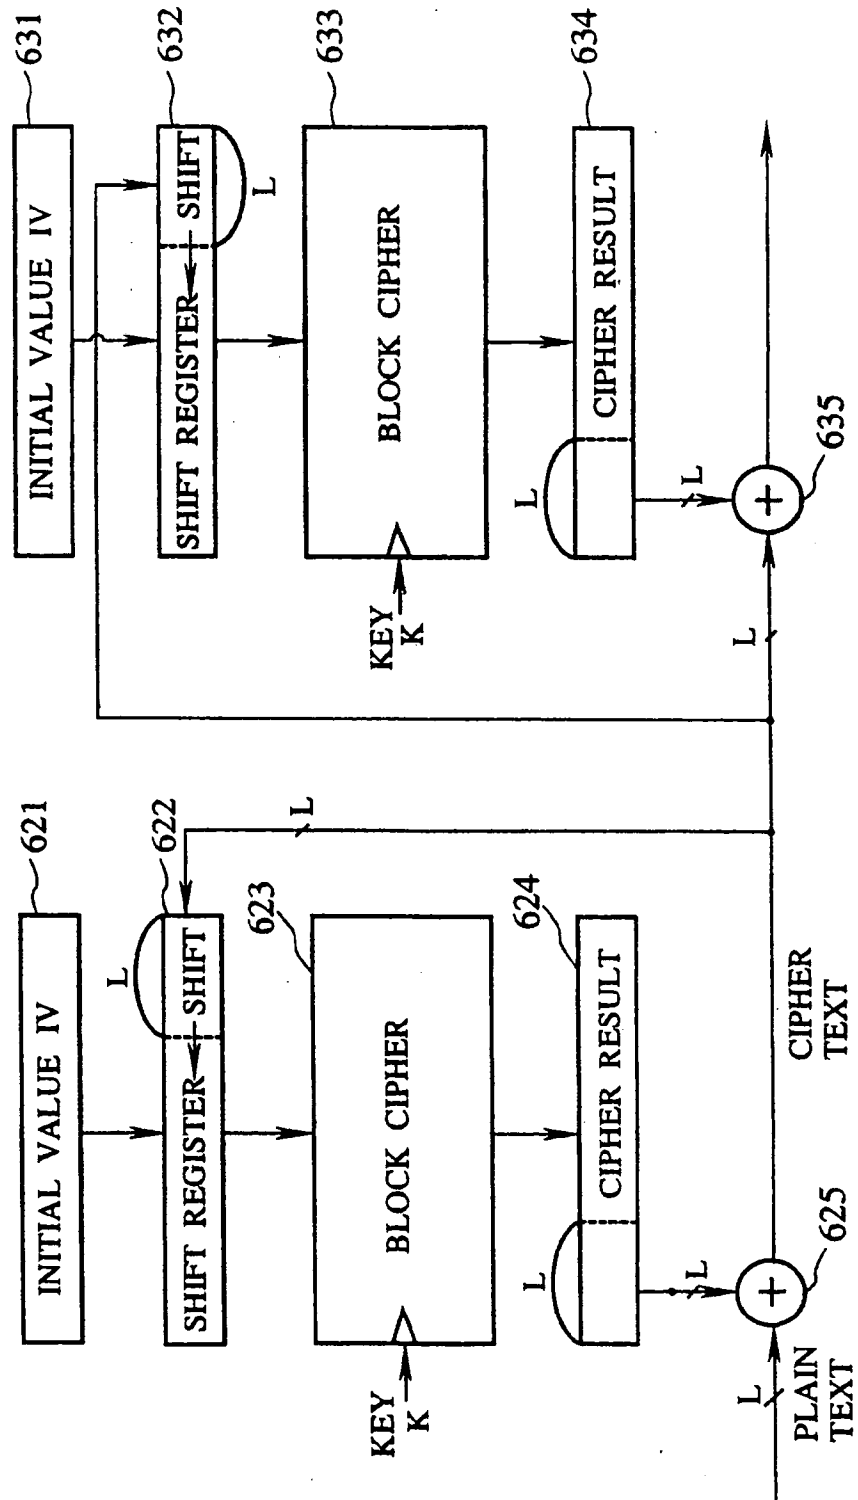 INITIAL VALUE IV
621
SHIFT REGISTER
SHIFT
L
622
L
BLOCK CIPHER
623
KEY
K
CIPHER RESULT
L
624
L
625
L
PLAIN
TEXT
CIPHER
TEXT
INITIAL VALUE IV
631
SHIFT REGISTER
SHIFT
L
632
BLOCK CIPHER
633
KEY
K
CIPHER RESULT
L
634
L
635
L